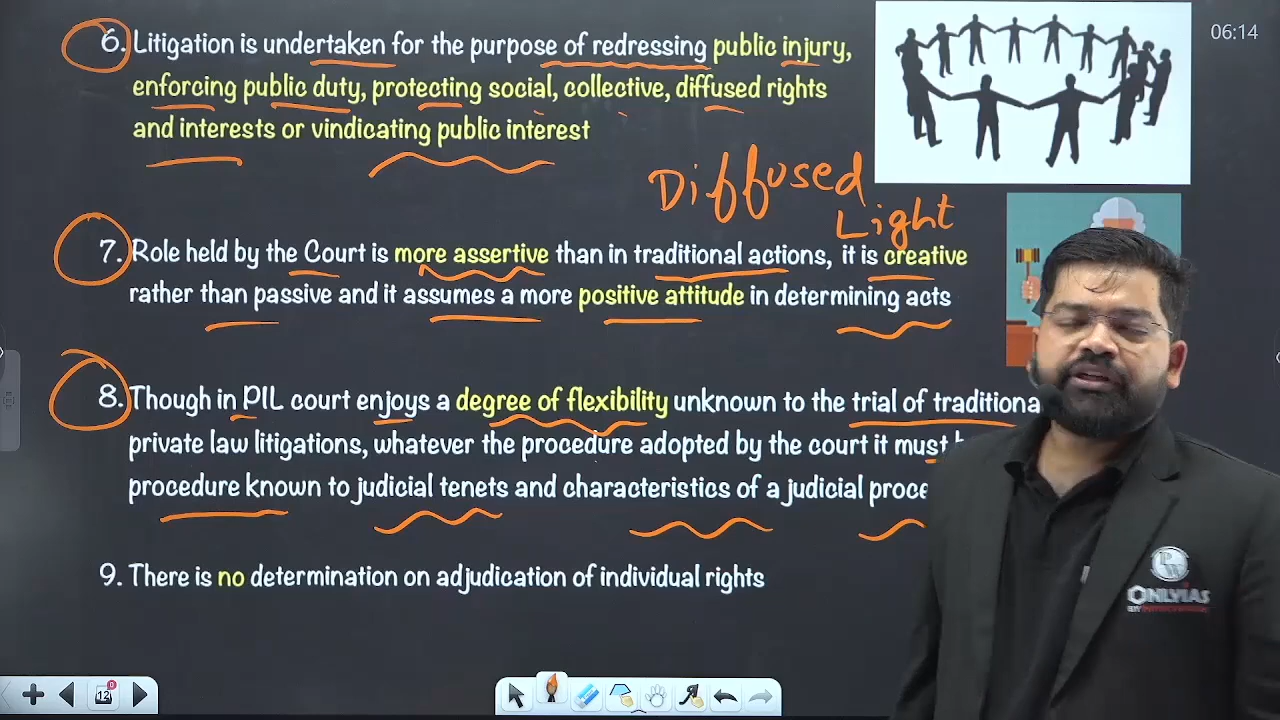 06:14
6. Litigation is undertaken for the purpose of redressing public injury,
enforcing public duty, protecting social, collective, diffused rights
and interests or vindicating public interest
Diffused
Light
7. Role held by the Court is more assertive than in traditional actions, it is creative
rather than passive and it assumes a more positive attitude in determining acts
8. Though in PIL court enjoys a degree of flexibility unknown to the trial of traditiona
private law litigations, whatever the procedure adopted by the court it must
procedure known to judicial tenets and characteristics of a judicial proce
9. There is no determination on adjudication of individual rights
PW
ONLYIAS
12